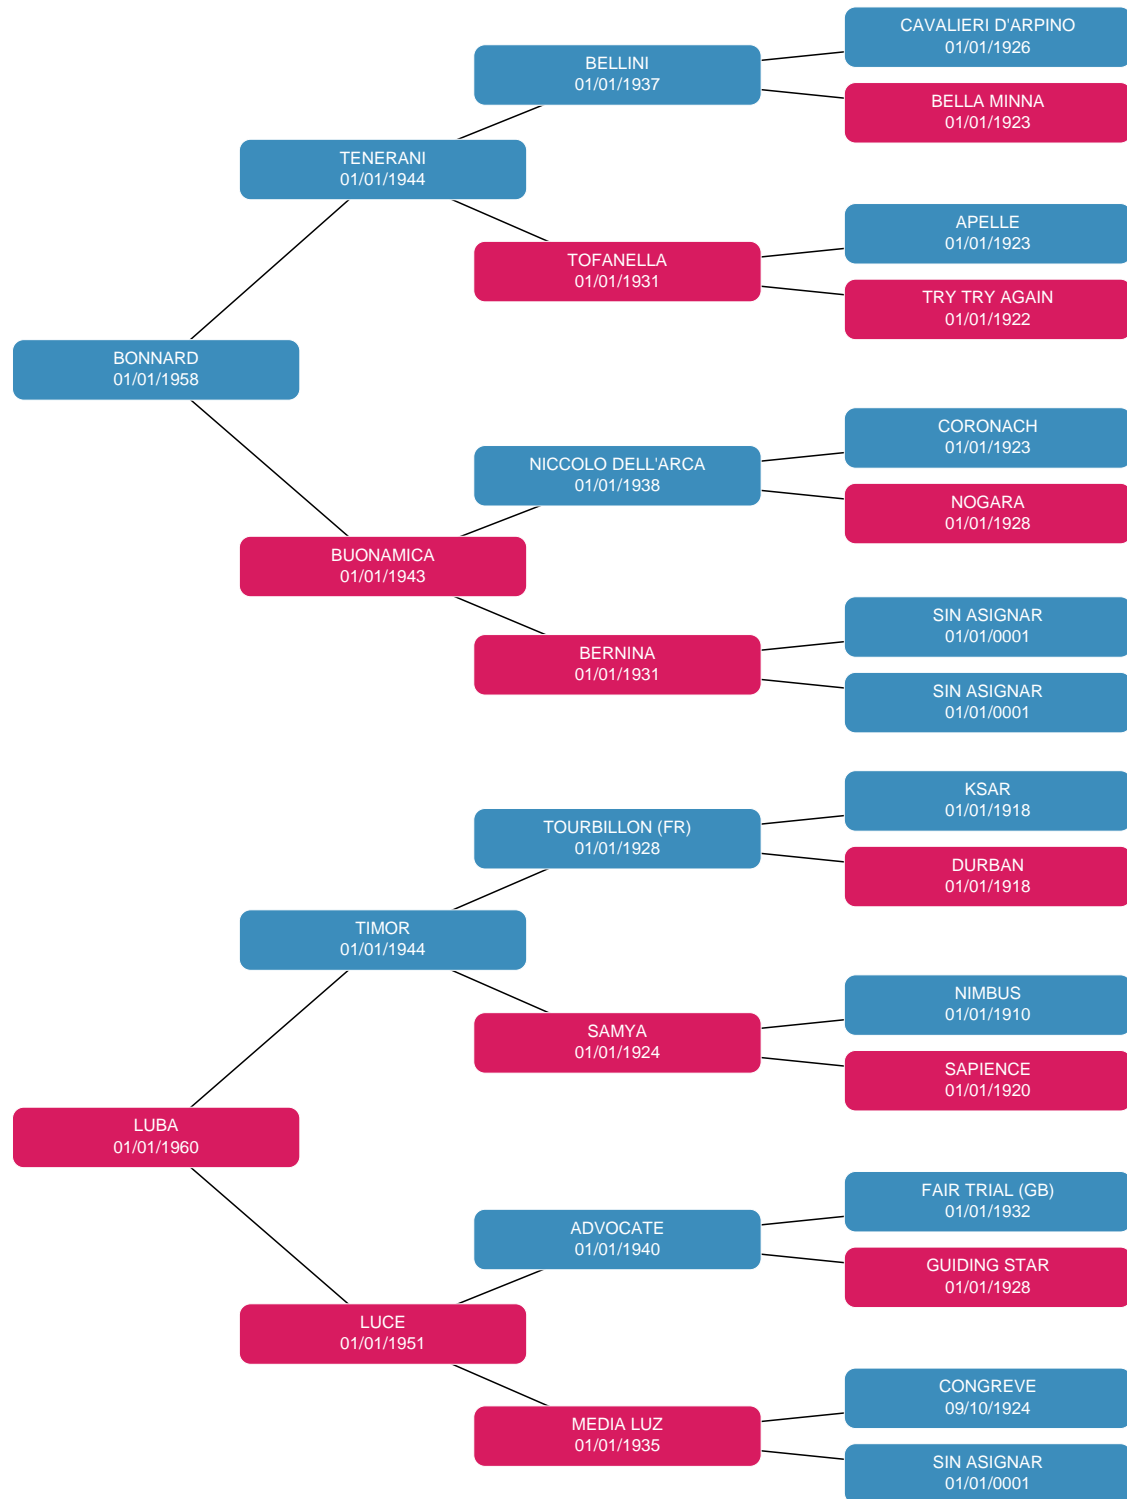 CAVALIERI D'ARPINO
01/01/1926
BELLINI
01/01/1937
BELLA MINNA
01/01/1923
TENERANI
01/01/1944
APELLE
01/01/1923
TOFANELLA
01/01/1931
TRY TRY AGAIN
01/01/1922
BONNARD
01/01/1958
CORONACH
01/01/1923
NICCOLO DELL'ARCA
01/01/1938
NOGARA
01/01/1928
BUONAMICA
01/01/1943
SIN ASIGNAR
01/01/0001
BERNINA
01/01/1931
SIN ASIGNAR
01/01/0001
KSAR
01/01/1918
TOURBILLON (FR)
01/01/1928
DURBAN
01/01/1918
TIMOR
01/01/1944
NIMBUS
01/01/1910
SAMYA
01/01/1924
SAPIENCE
01/01/1920
LUBA
01/01/1960
FAIR TRIAL (GB)
01/01/1932
ADVOCATE
01/01/1940
GUIDING STAR
01/01/1928
LUCE
01/01/1951
CONGREVE
09/10/1924
MEDIA LUZ
01/01/1935
SIN ASIGNAR
01/01/0001